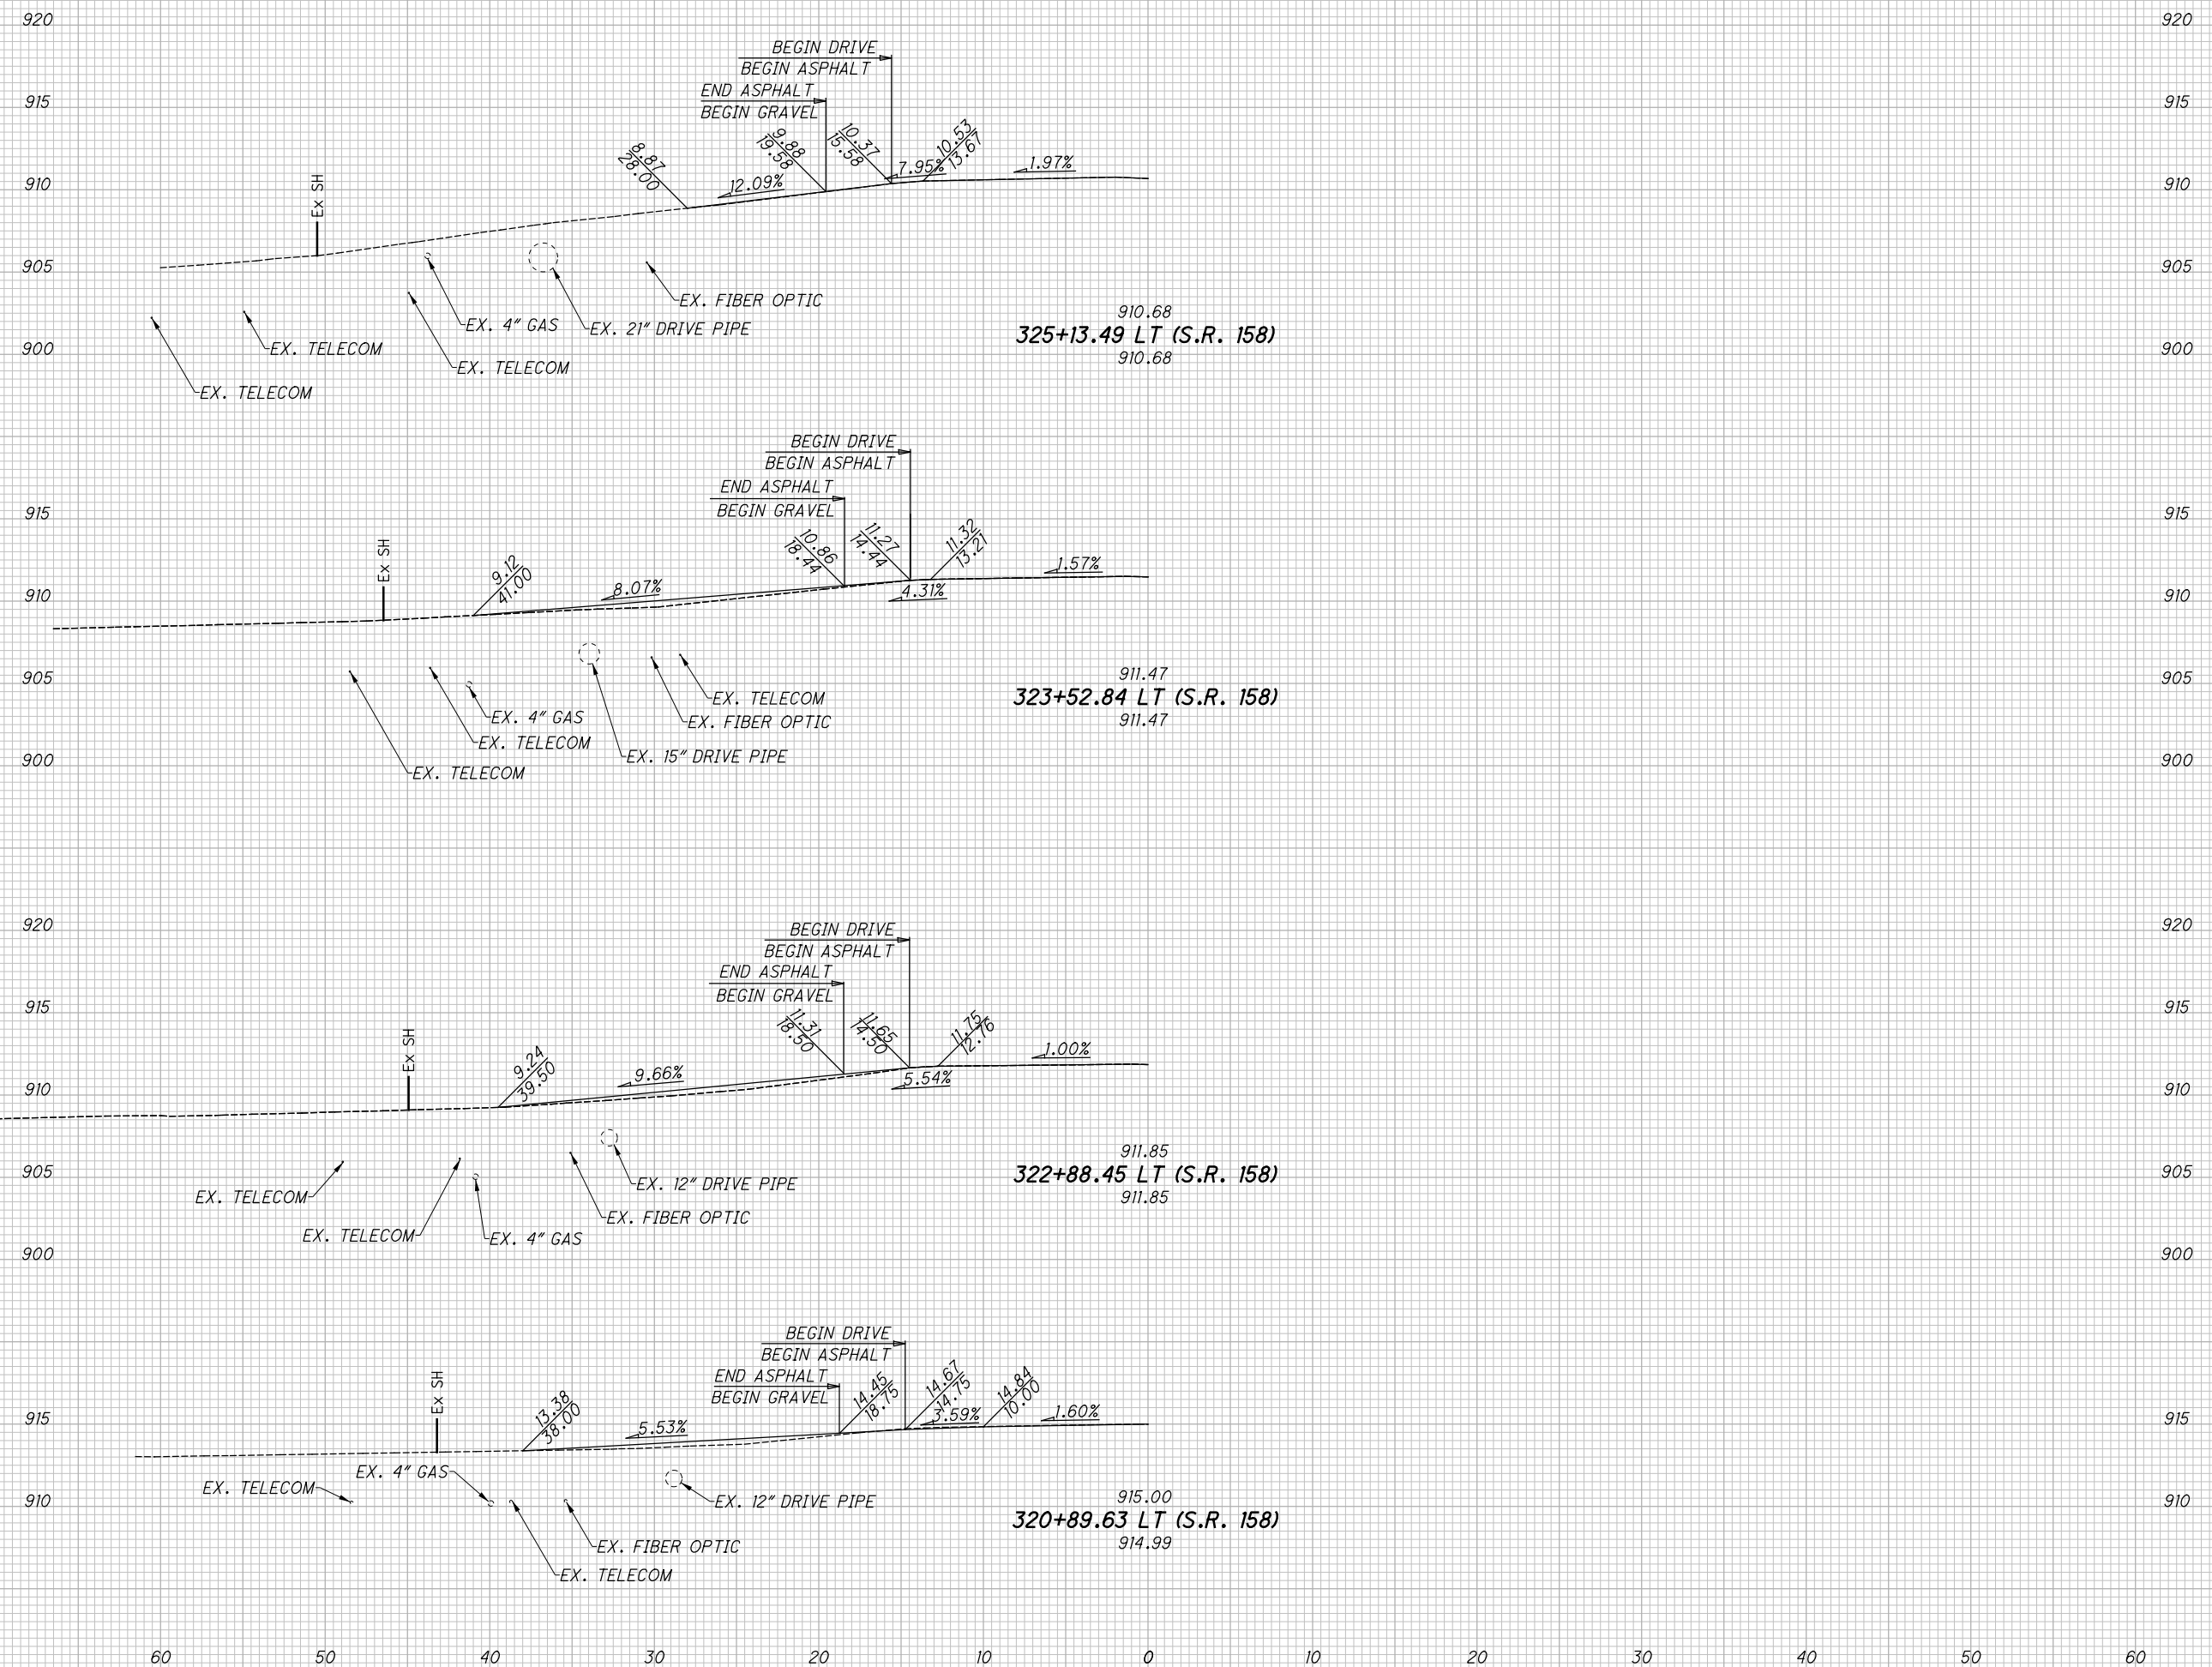 920 920
BEGIN DRIVE
BEGIN ASPHALT
END ASPHALT
BEGIN GRAVEL
915 915
8.87
28.00
9.88
19.58
10.37
15.58
10.53
13.67
12.09%
7.95%
1.97%
910 910
Ex SH
905 905
EX. FIBER OPTIC
EX. 4" GAS
EX. 21" DRIVE PIPE
EX. TELECOM
EX. TELECOM
EX. TELECOM
910.68
325+13.49 LT (S.R. 158)
910.68
900 900
BEGIN DRIVE
BEGIN ASPHALT
END ASPHALT
BEGIN GRAVEL
915 915
9.12
41.00
10.86
18.44
11.27
14.44
11.32
13.21
8.07%
4.31%
1.57%
Ex SH
910 910
905 905
EX. TELECOM
EX. 4" GAS
EX. FIBER OPTIC
EX. TELECOM
EX. 15" DRIVE PIPE
EX. TELECOM
911.47
323+52.84 LT (S.R. 158)
911.47
900 900
920 920
BEGIN DRIVE
BEGIN ASPHALT
END ASPHALT
BEGIN GRAVEL
915 915
9.24
39.50
11.31
18.50
11.65
14.50
11.75
12.76
9.66%
5.54%
1.00%
Ex SH
910 910
905 905
EX. TELECOM
EX. 12" DRIVE PIPE
EX. FIBER OPTIC
EX. TELECOM
EX. 4" GAS
911.85
322+88.45 LT (S.R. 158)
911.85
900 900
BEGIN DRIVE
BEGIN ASPHALT
END ASPHALT
BEGIN GRAVEL
13.38
38.00
14.45
18.75
14.67
14.75
14.84
10.00
5.53%
3.59%
1.60%
Ex SH
915 915
EX. 4" GAS
EX. TELECOM
EX. 12" DRIVE PIPE
EX. FIBER OPTIC
EX. TELECOM
910 910
915.00
320+89.63 LT (S.R. 158)
914.99
60 50 40 30 20 10 0 10 20 30 40 50 60